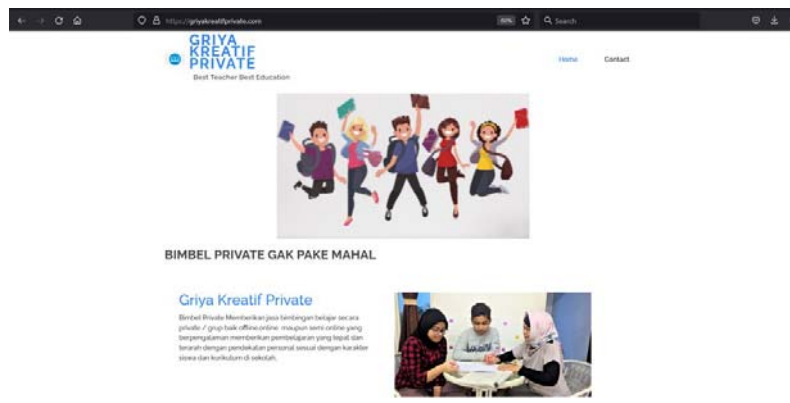 https://griyakreatifprivate.com
80%
Search
GRIYA
KREATIF
PRIVATE
Best Teacher Best Education
Home Contact
BIMBEL PRIVATE GAK PAKE MAHAL
Griya Kreatif Private
Bimbel Private Memberikan jasa bimbingan belajar secara
private / grup baik offline,online maupun semi online yang
berpengalaman memberikan pembelajaran yang tepat dan
terarah dengan pendekatan personal sesuai dengan karakter
siswa dan kurikulum di sekolah.